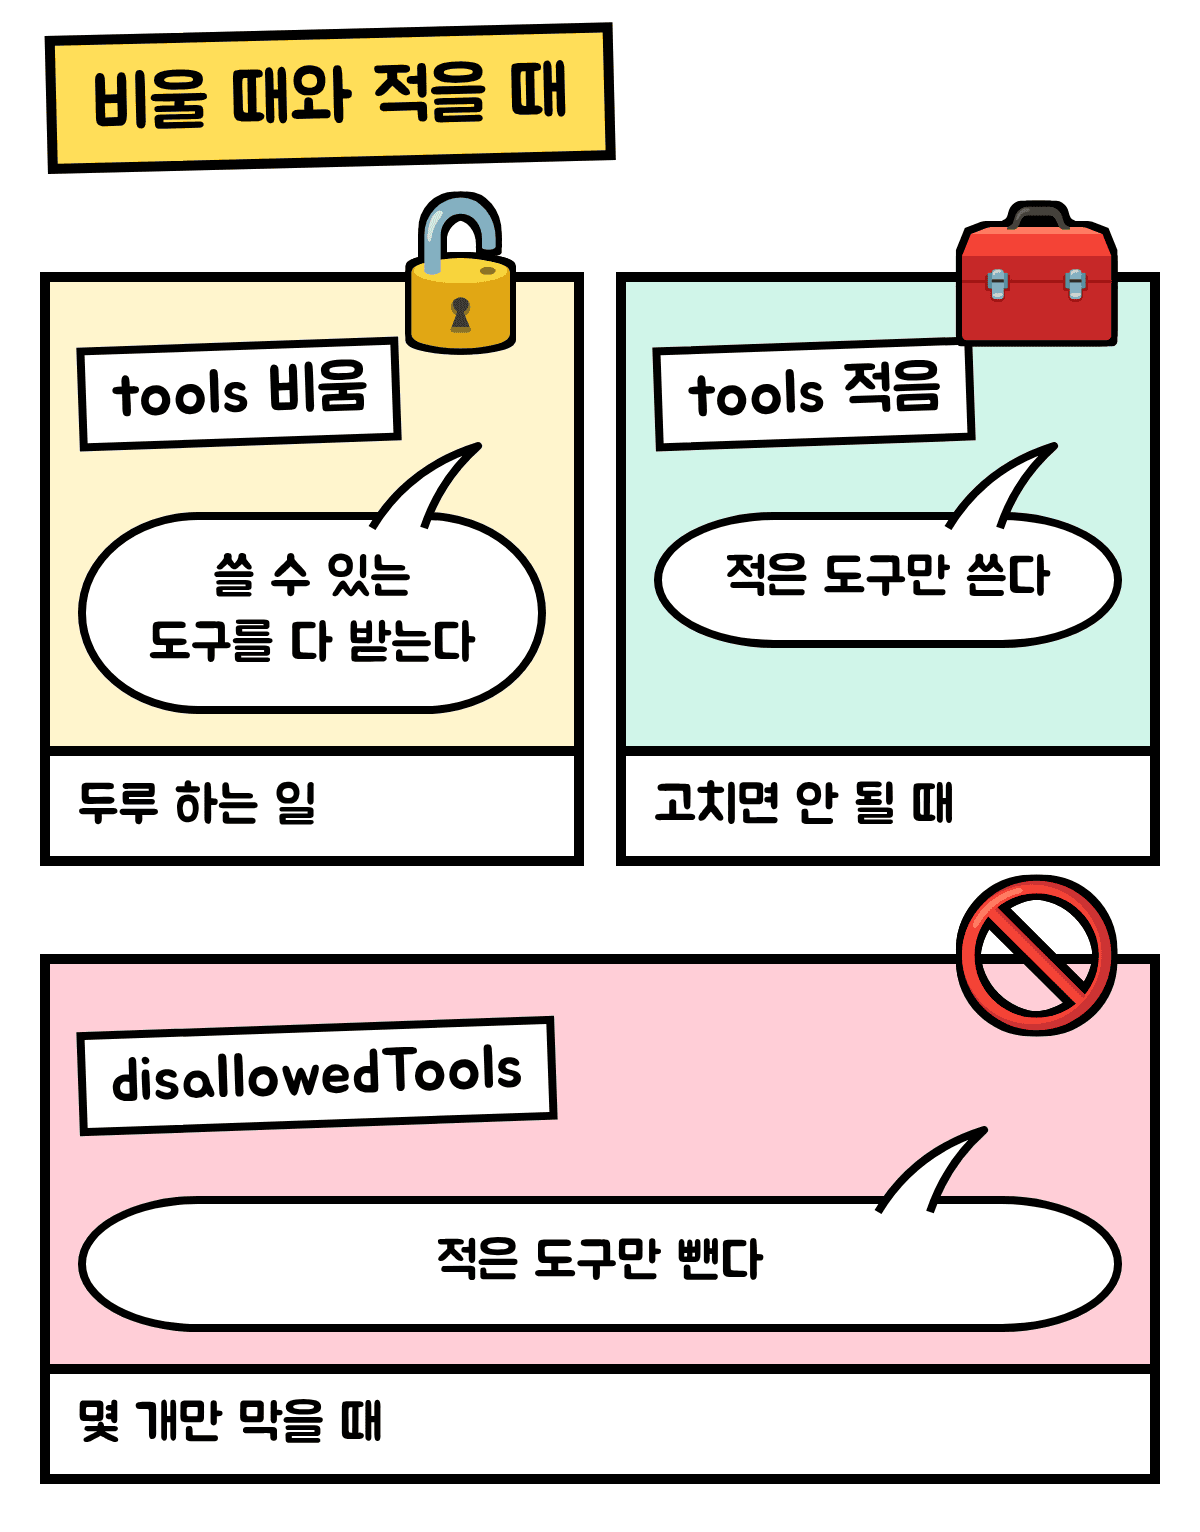 비울 때와 적을 때
tools 비움
쓸 수 있는
도구를 다 받는다
두루 하는 일
tools 적음
적은 도구만 쓴다
고치면 안 될 때
disallowedTools
적은 도구만 뺀다
몇 개만 막을 때